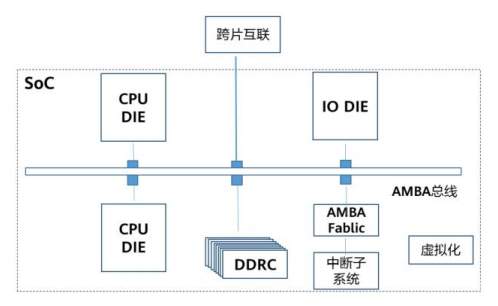 跨片互联
SoC
CPU
DIE
IO DIE
AMBA总线
CPU
DIE
DDRC
AMBA
Fablic
中断子
系统
虚拟化